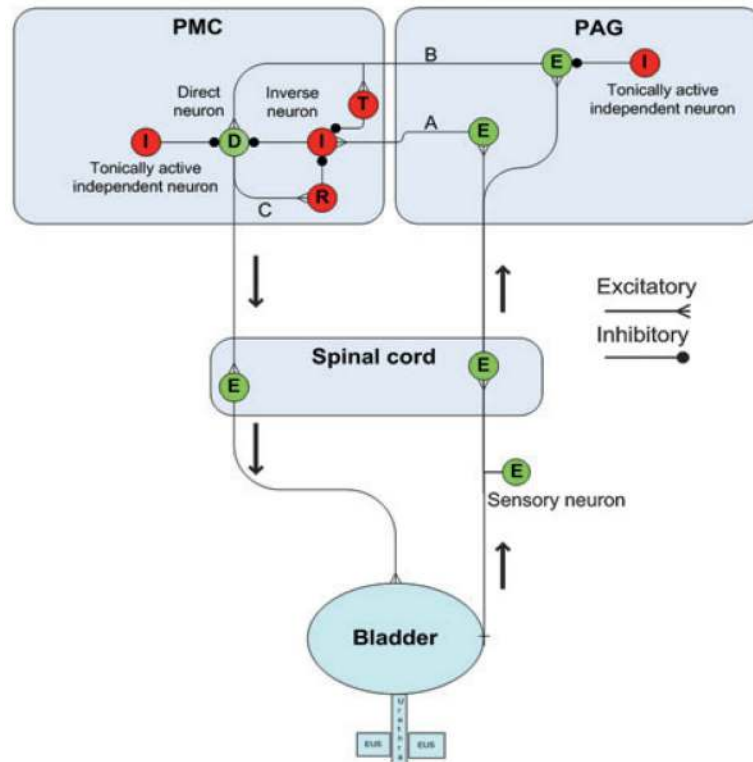 PMC
PAG
B
E
I
Direct
neuron
Inverse
neuron
T
Tonically active
independent neuron
A
E
I
D
I
Tonically active
independent neuron
C
R
Excitatory
Inhibitory
Spinal cord
E
E
E
Sensory neuron
Bladder
Urethra
EUS
EUS